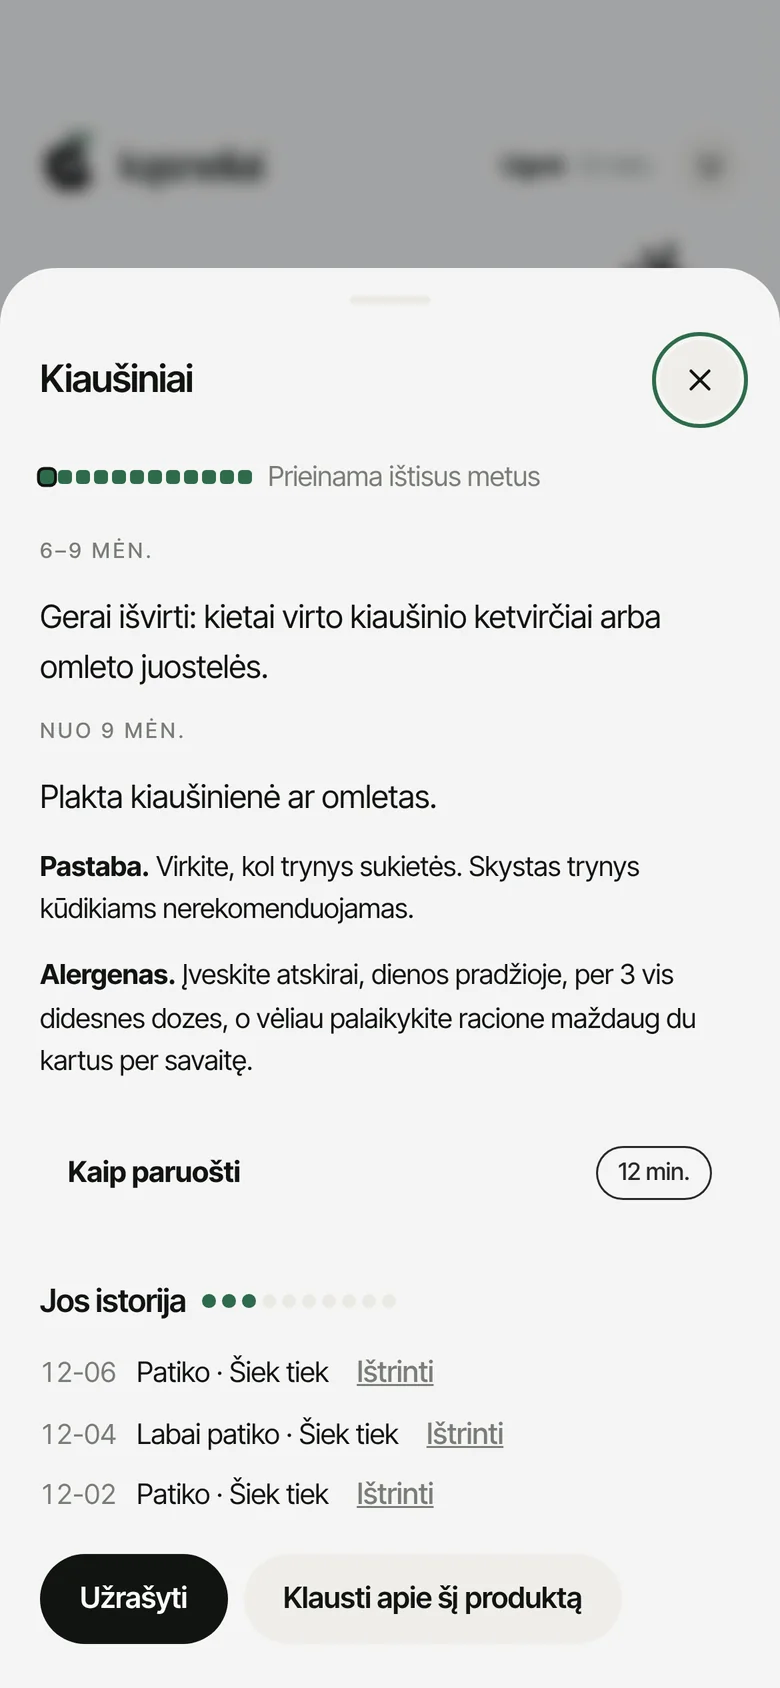 Kiaušiniai
Prieinama ištisus metus
6–9 MĖN.
Gerai išvirti: kietai virto kiaušinio ketvirčiai arba
omleto juostelės.
NUO 9 MĖN.
Plakta kiaušinienė ar omletas.
Pastaba. Virkite, kol trynys sukietės. Skystas trynys
kūdikiams nerekomenduojamas.
Alergenas. Įveskite atskirai, dienos pradžioje, per 3 vis
didesnes dozes, o vėliau palaikykite racione maždaug du
kartus per savaitę.
Kaip paruošti 12 min.
Jos istorija
12-06 Patiko · Šiek tiek Ištrinti
12-04 Labai patiko · Šiek tiek Ištrinti
12-02 Patiko · Šiek tiek Ištrinti
Užrašyti Klausti apie šį produktą